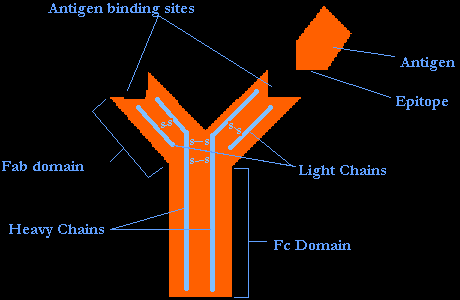 Antigen binding sites
Antigen
Epitope
s-s
s-s
s-s
s-s
Fab domain
Light Chains
Heavy Chains
Fc Domain